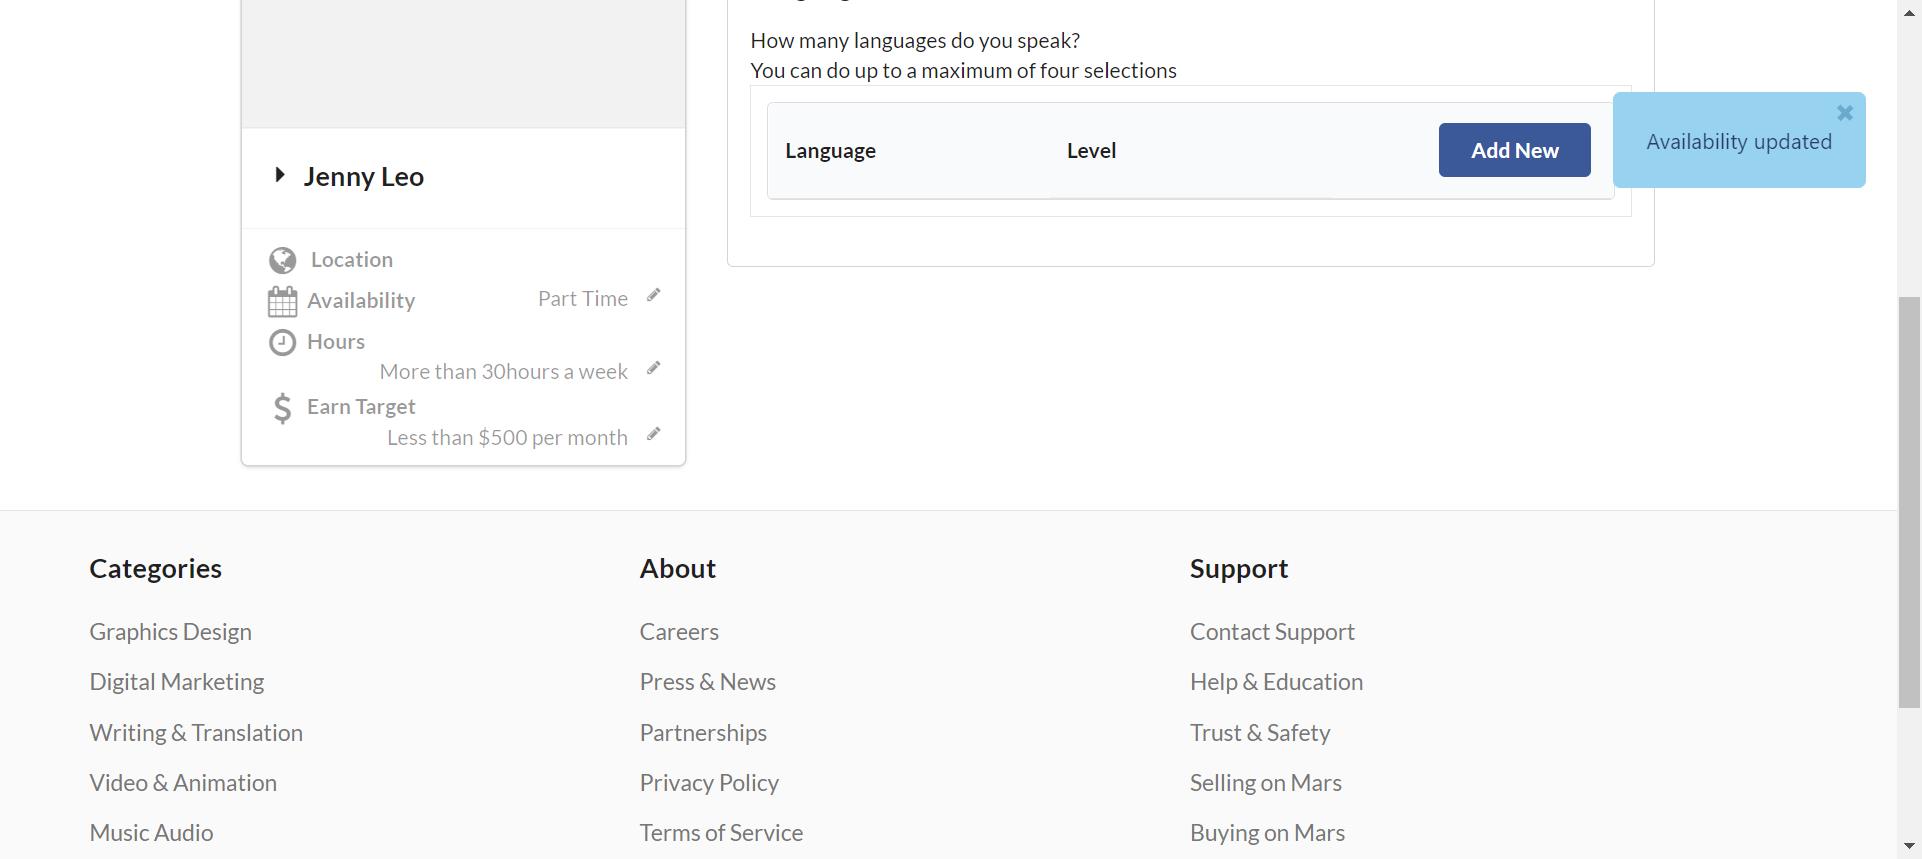 How many languages do you speak?
You can do up to a maximum of four selections
Language Level Add New
Availability updated
Jenny Leo
Location
Availability Part Time
Hours
More than 30hours a week
Earn Target
Less than $500 per month
Categories
Graphics Design
Digital Marketing
Writing & Translation
Video & Animation
Music Audio
About
Careers
Press & News
Partnerships
Privacy Policy
Terms of Service
Support
Contact Support
Help & Education
Trust & Safety
Selling on Mars
Buying on Mars